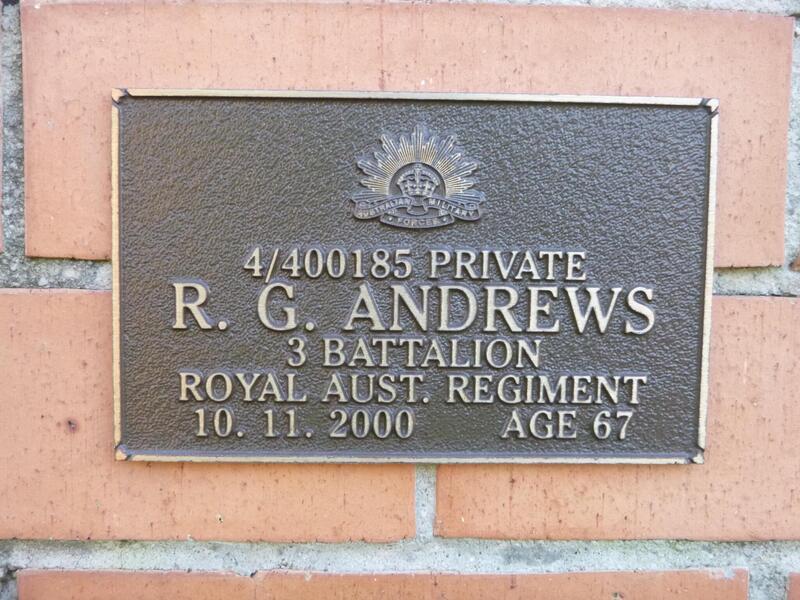 AUSTRALIAN MILITARY
FORCES
4/400185 PRIVATE
R. G. ANDREWS
3 BATTALION
ROYAL AUST. REGIMENT
10. 11. 2000 AGE 67